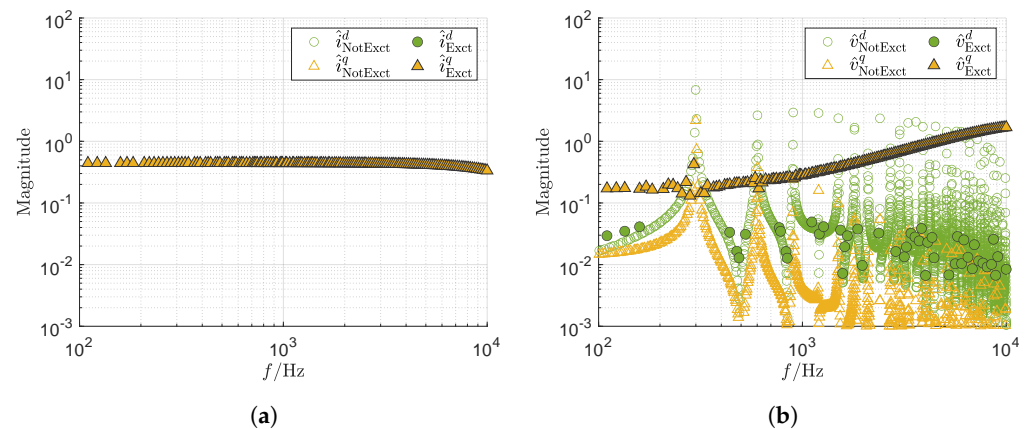 10^2
10^1
10^0
10^-1
10^-2
10^-3
Magnitude
î^d_NotExct î^d_Exct
î^q_NotExct î^q_Exct
10^2 10^3 10^4
f/Hz
(a)
10^2
10^1
10^0
10^-1
10^-2
10^-3
Magnitude
v̂^d_NotExct v̂^d_Exct
v̂^q_NotExct v̂^q_Exct
10^2 10^3 10^4
f/Hz
(b)